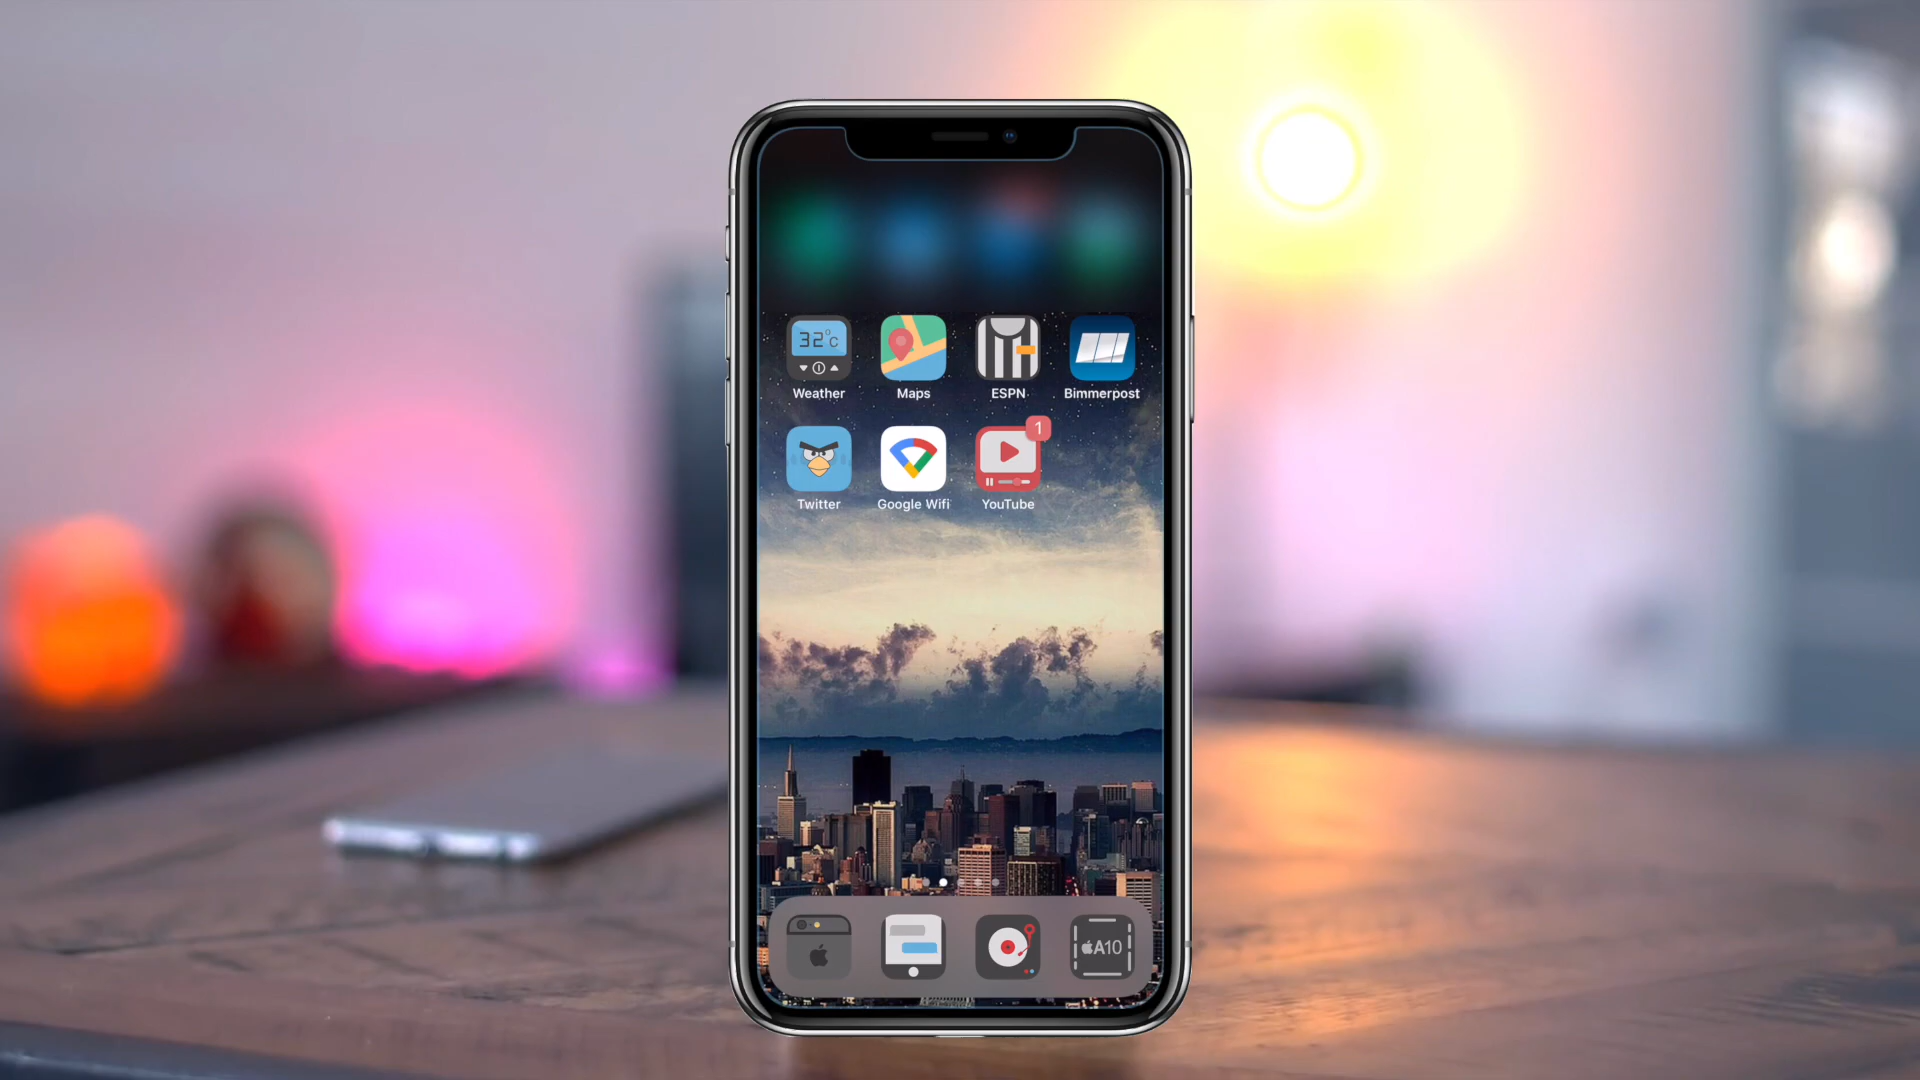 32°c
Weather
Maps
ESPN
Bimmerpost
1
Twitter
Google Wifi
YouTube
A10